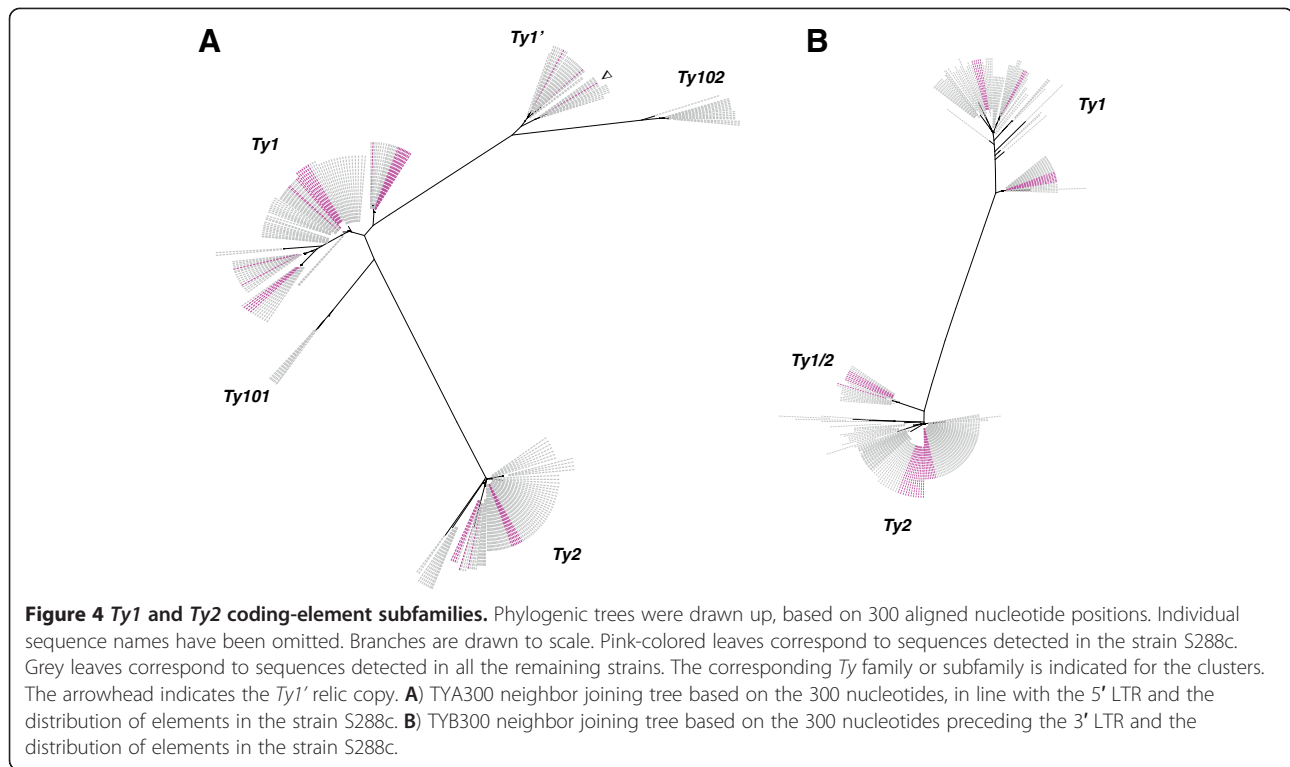 A
B
Ty1’
Ty102
Ty1
Ty1
Ty101
Ty1/2
Ty2
Ty2
Figure 4 Ty1 and Ty2 coding-element subfamilies. Phylogenic trees were drawn up, based on 300 aligned nucleotide positions. Individual
sequence names have been omitted. Branches are drawn to scale. Pink-colored leaves correspond to sequences detected in the strain S288c.
Grey leaves correspond to sequences detected in all the remaining strains. The corresponding Ty family or subfamily is indicated for the clusters.
The arrowhead indicates the Ty1′ relic copy. A) TYA300 neighbor joining tree based on the 300 nucleotides, in line with the 5′ LTR and the
distribution of elements in the strain S288c. B) TYB300 neighbor joining tree based on the 300 nucleotides preceding the 3′ LTR and the
distribution of elements in the strain S288c.